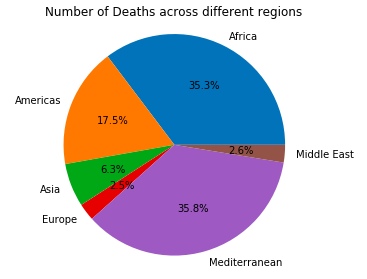 Number of Deaths across different regions
Africa
35.3%
Americas
17.5%
2.6%
Middle East
6.3%
Asia
2.5%
Europe
35.8%
Mediterranean